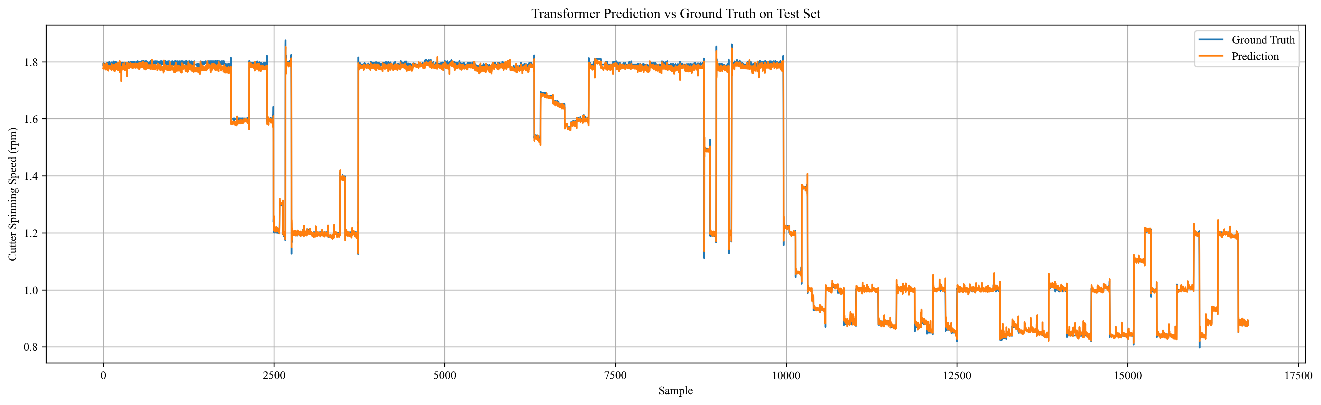 Transformer Prediction vs Ground Truth on Test Set
Ground Truth
Prediction
Cutter Spinning Speed (rpm)
1.8
1.6
1.4
1.2
1.0
0.8
0 2500 5000 7500 10000 12500 15000 17500
Sample